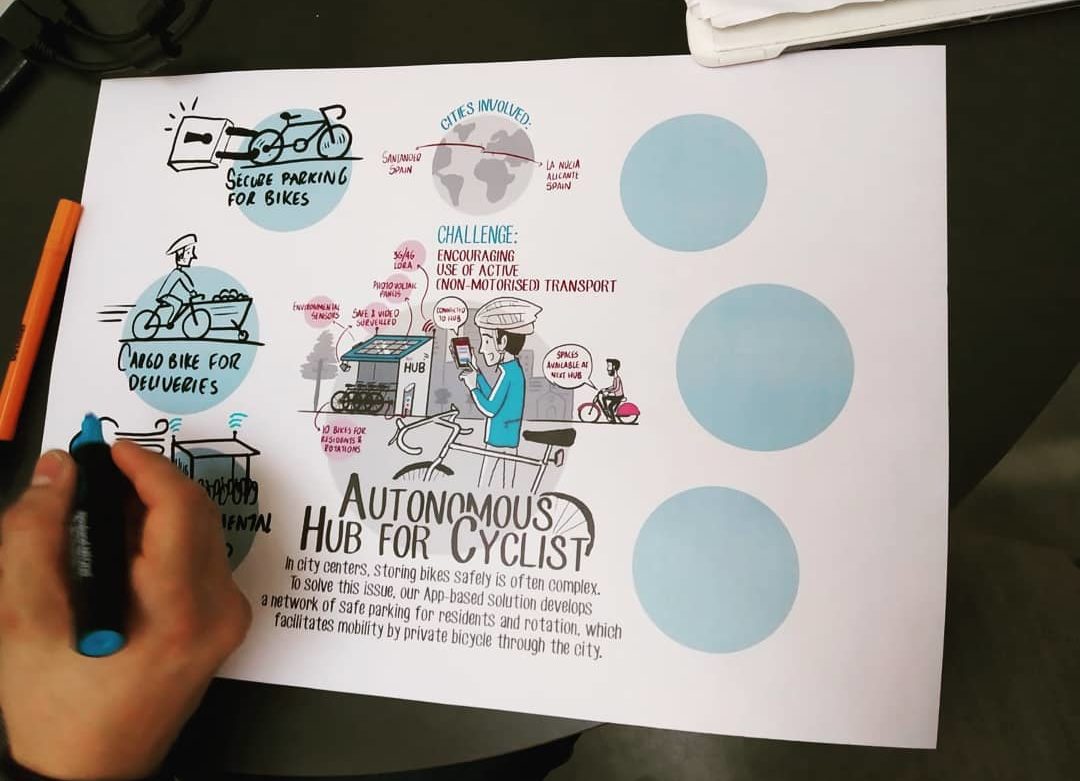 SECURE PARKING
FOR BIKES
CARGO BIKE FOR
DELIVERIES
CITIES INVOLVED:
SANTANDER
SPAIN
LA NUCIA
ALICANTE
SPAIN
CHALLENGE:
ENCOURAGING
USE OF ACTIVE
(NON-MOTORISED) TRANSPORT
3G/4G
LORA
PHOTOVOLTAIC
PANELS
ENVIRONMENTAL
SENSORS
SAFE & VIDEO
SURVEILLED
CONNECTED
TO HUB
HUB
SPACES
AVAILABLE AT
NEXT HUB
10 BIKES FOR
RESIDENTS &
ROTATIONS
AUTONOMOUS
HUB FOR CYCLIST
In city centers, storing bikes safely is often complex.
To solve this issue, our App-based solution develops
a network of safe parking for residents and rotation, which
facilitates mobility by private bicycle through the city.